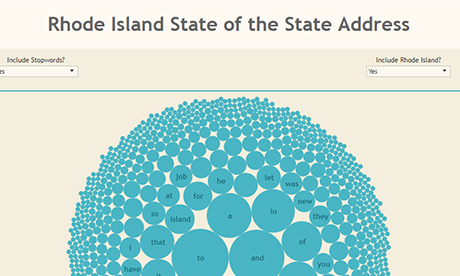 Rhode Island State of the State Address
Include Stopwords?
Include Rhode Island?
es
Yes
job
he
let
was
at
for
new
so
island
a
in
they
i
that
of
have
to
and
you